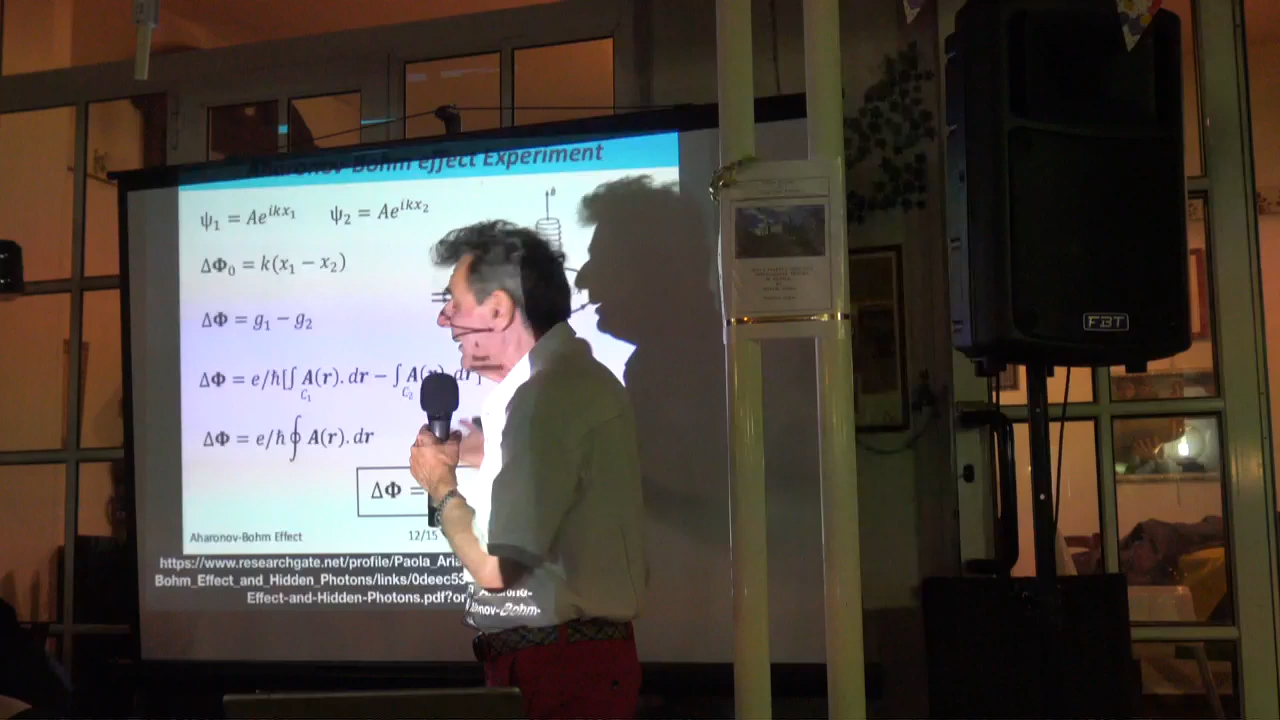 Aharonov-Bohm effect Experiment
ψ₁ = Ae^{ikx₁} ψ₂ = Ae^{ikx₂}
ΔΦ₀ = k(x₁ − x₂)
ΔΦ = g₁ − g₂
ΔΦ = e/ħ[∫ A(r). dr − ∫ A(r). dr]
C₁ C₂
ΔΦ = e/ħ ∮ A(r). dr
ΔΦ =
Aharonov-Bohm Effect 12/15
https://www.researchgate.net/profile/Paola_Aria
Bohm_Effect_and_Hidden_Photons/links/0deec53
Effect-and-Hidden-Photons.pdf?or
FBT